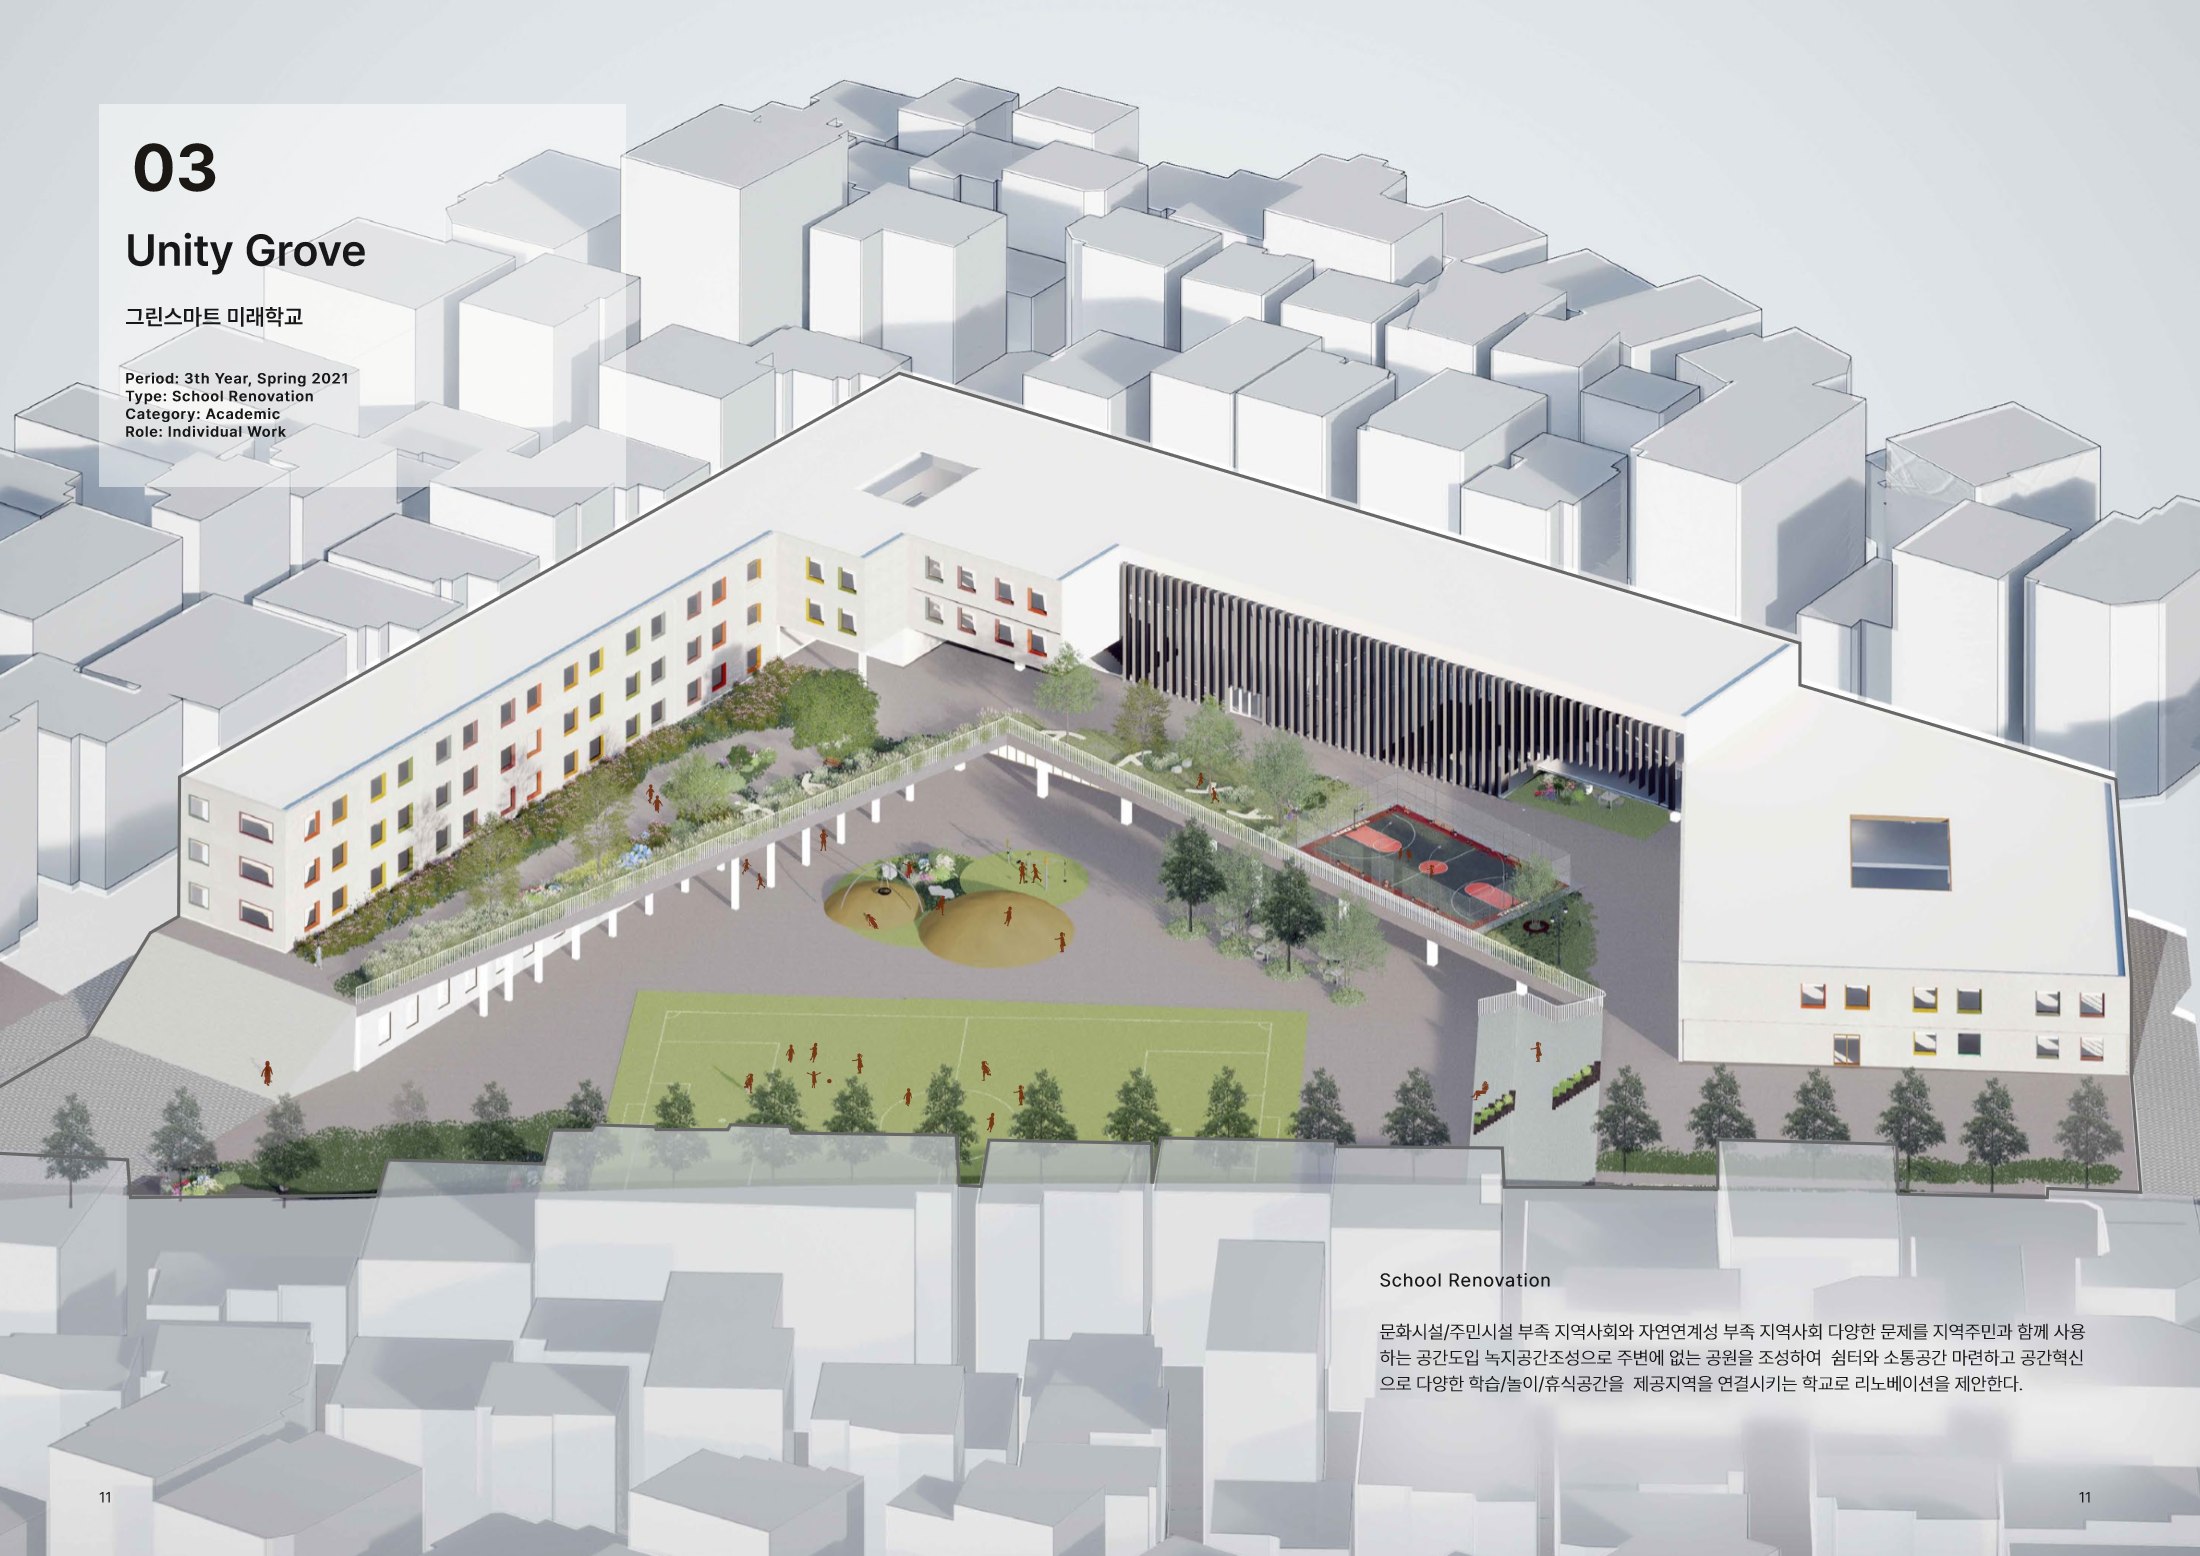 03
Unity Grove
그린스마트 미래학교
Period: 3th Year, Spring 2021
Type: School Renovation
Category: Academic
Role: Individual Work
School Renovation
문화시설/주민시설 부족 지역사회와 자연연계성 부족 지역사회 다양한 문제를 지역주민과 함께 사용
하는 공간도입 녹지공간조성으로 주변에 없는 공원을 조성하여 쉼터와 소통공간 마련하고 공간혁신
으로 다양한 학습/놀이/휴식공간을 제공지역을 연결시키는 학교로 리노베이션을 제안한다.
11
11